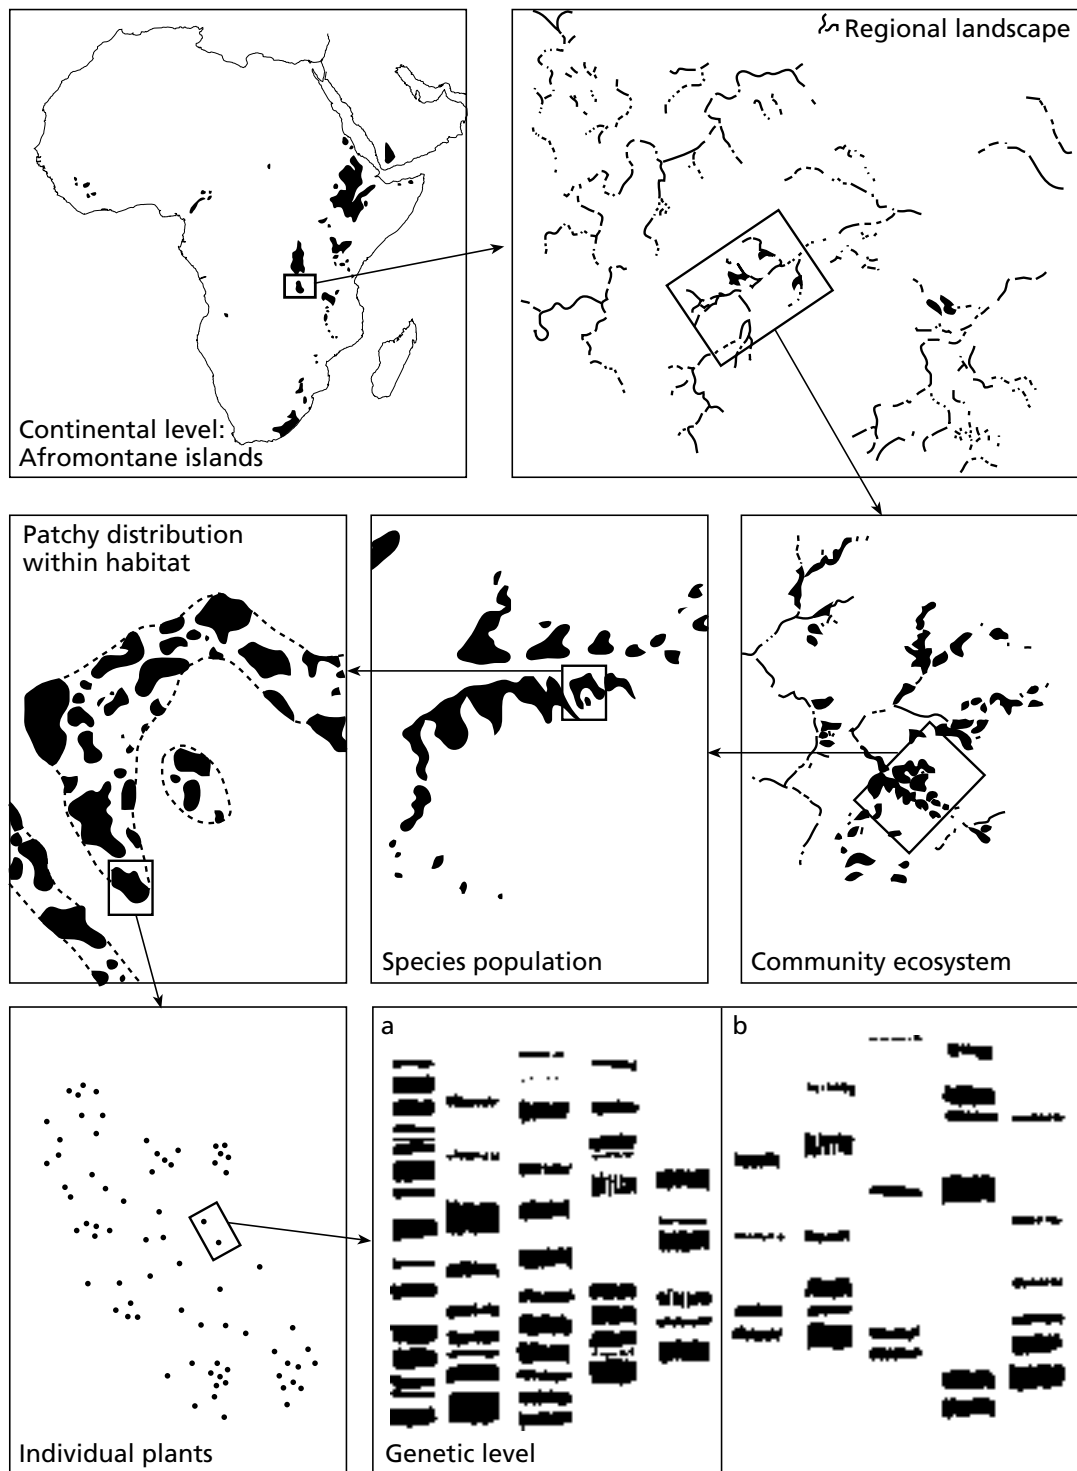 Continental level:
Afromontane islands
Regional landscape
Patchy distribution
within habitat
Species population
Community ecosystem
Individual plants
a
Genetic level
b